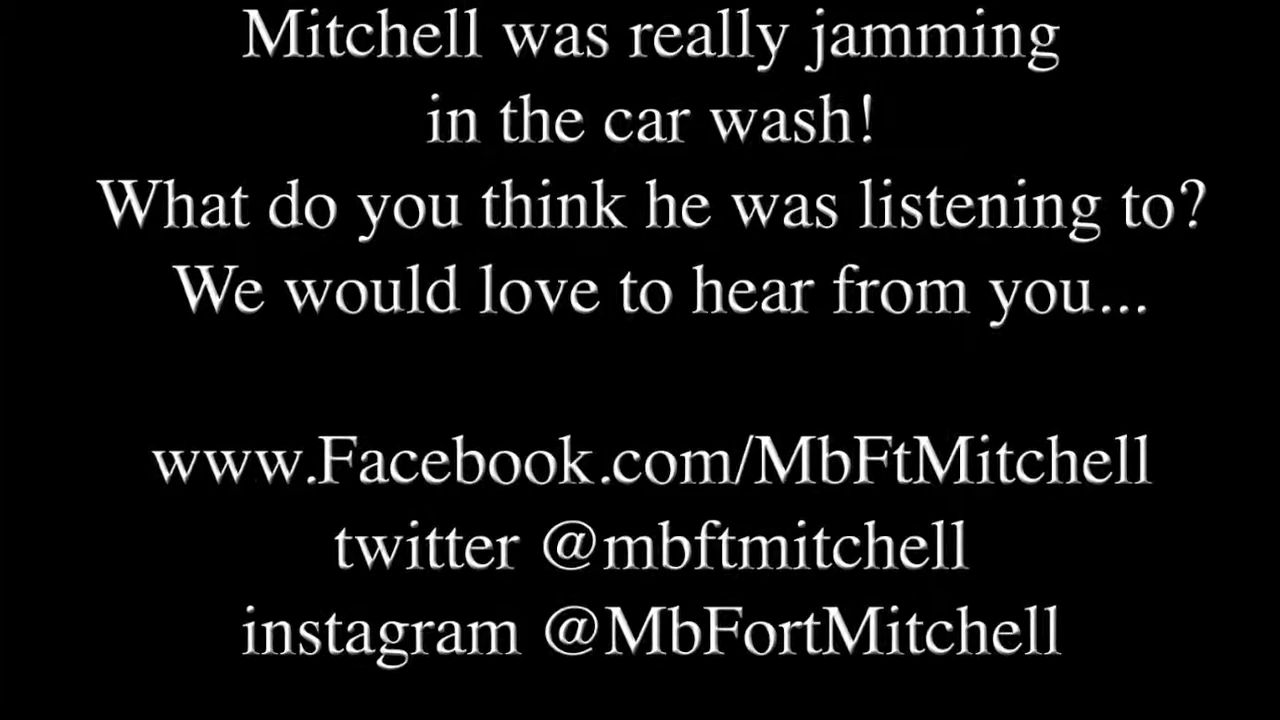 Mitchell was really jamming
in the car wash!
What do you think he was listening to?
We would love to hear from you...
www.Facebook.com/MbFtMitchell
twitter @mbftmitchell
instagram @MbFortMitchell